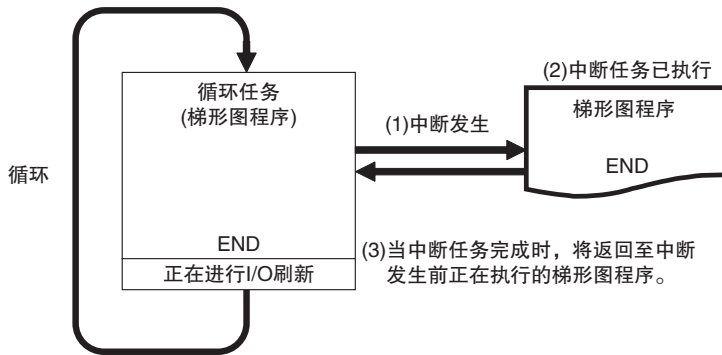 (2)中断任务已执行
循环任务
(梯形图程序)
梯形图程序
(1)中断发生
循环
END
END
(3)当中断任务完成时，将返回至中断
发生前正在执行的梯形图程序。
正在进行I/O刷新